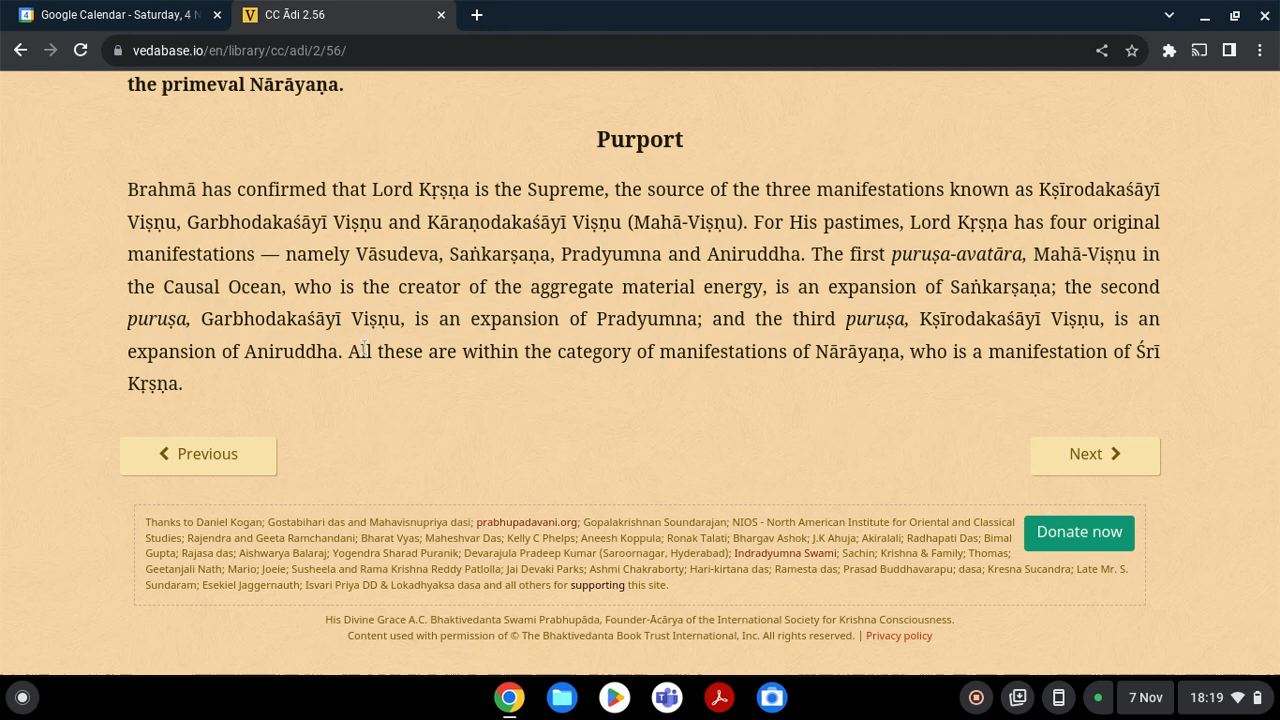 Google Calendar - Saturday, 4 N
CC Ādi 2.56
vedabase.io/en/library/cc/adi/2/56/
the primeval Nārāyaṇa.
Purport
Brahmā has confirmed that Lord Kṛṣṇa is the Supreme, the source of the three manifestations known as Kṣīrodakaśāyī
Viṣṇu, Garbhodakaśāyī Viṣṇu and Kāraṇodakaśāyī Viṣṇu (Mahā-Viṣṇu). For His pastimes, Lord Kṛṣṇa has four original
manifestations — namely Vāsudeva, Saṅkarṣaṇa, Pradyumna and Aniruddha. The first puruṣa-avatāra, Mahā-Viṣṇu in
the Causal Ocean, who is the creator of the aggregate material energy, is an expansion of Saṅkarṣaṇa; the second
puruṣa, Garbhodakaśāyī Viṣṇu, is an expansion of Pradyumna; and the third puruṣa, Kṣīrodakaśāyī Viṣṇu, is an
expansion of Aniruddha. All these are within the category of manifestations of Nārāyaṇa, who is a manifestation of Śrī
Kṛṣṇa.
Previous
Next
Thanks to Daniel Kogan; Gostabihari das and Mahavisnupriya dasi; prabhupadavani.org; Gopalakrishnan Soundarajan; NIOS - North American Institute for Oriental and Classical
Studies; Rajendra and Geeta Ramchandani; Bharat Vyas; Maheshvar Das; Kelly C Phelps; Aneesh Koppula; Ronak Talati; Bhargav Ashok; J.K Ahuja; Akiralali; Radhapati Das; Bimal
Gupta; Rajasa das; Aishwarya Balaraj; Yogendra Sharad Puranik; Devarajula Pradeep Kumar (Saroornagar, Hyderabad); Indradyumna Swami; Sachin; Krishna & Family; Thomas;
Geetanjali Nath; Mario; Joeie; Susheela and Rama Krishna Reddy Patlolla; Jai Devaki Parks; Ashmi Chakraborty; Hari-kirtana das; Ramesta das; Prasad Buddhavarapu; dasa; Kresna Sucandra; Late Mr. S.
Sundaram; Esekiel Jaggernauth; Isvari Priya DD & Lokadhyaksa dasa and all others for supporting this site.
Donate now
His Divine Grace A.C. Bhaktivedanta Swami Prabhupāda, Founder-Ācārya of the International Society for Krishna Consciousness.
Content used with permission of © The Bhaktivedanta Book Trust International, Inc. All rights reserved. | Privacy policy
7 Nov
18:19